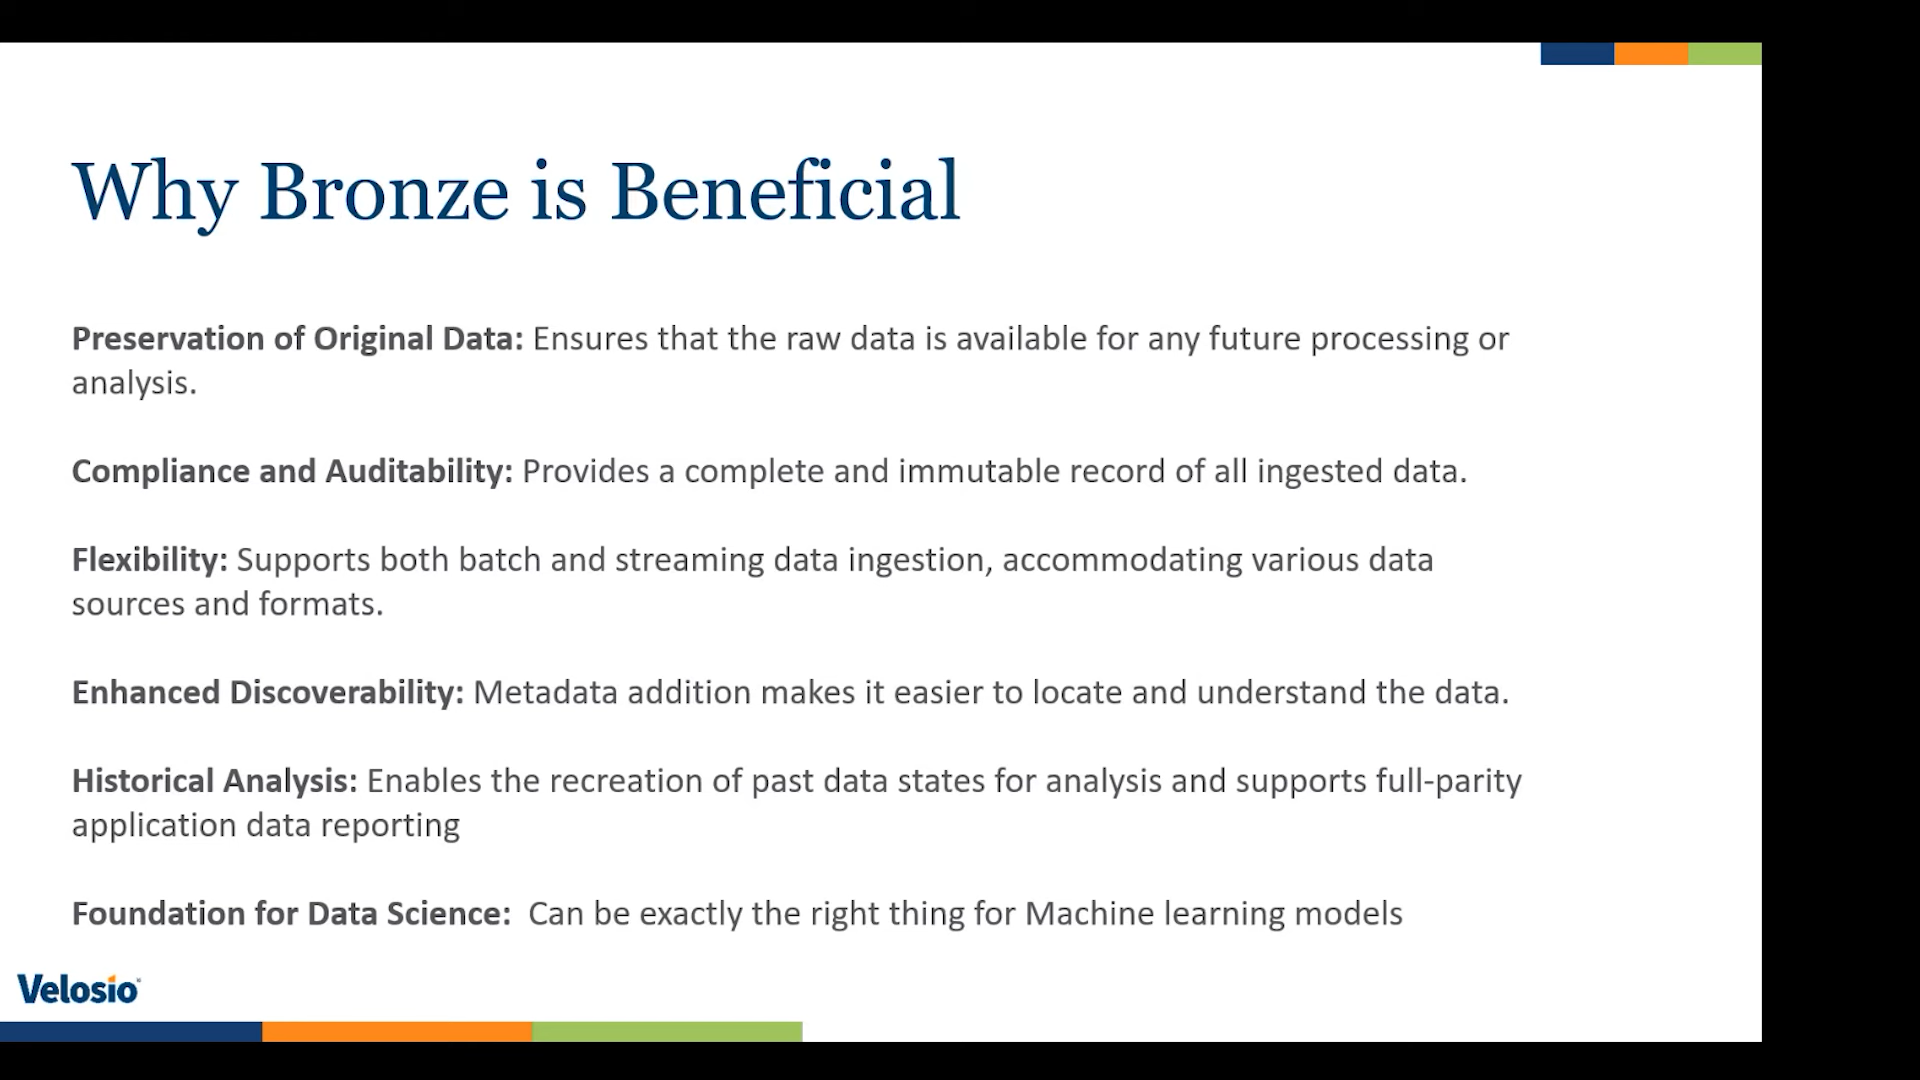 Why Bronze is Beneficial
Preservation of Original Data: Ensures that the raw data is available for any future processing or
analysis.
Compliance and Auditability: Provides a complete and immutable record of all ingested data.
Flexibility: Supports both batch and streaming data ingestion, accommodating various data
sources and formats.
Enhanced Discoverability: Metadata addition makes it easier to locate and understand the data.
Historical Analysis: Enables the recreation of past data states for analysis and supports full-parity
application data reporting
Foundation for Data Science:  Can be exactly the right thing for Machine learning models
Velosio